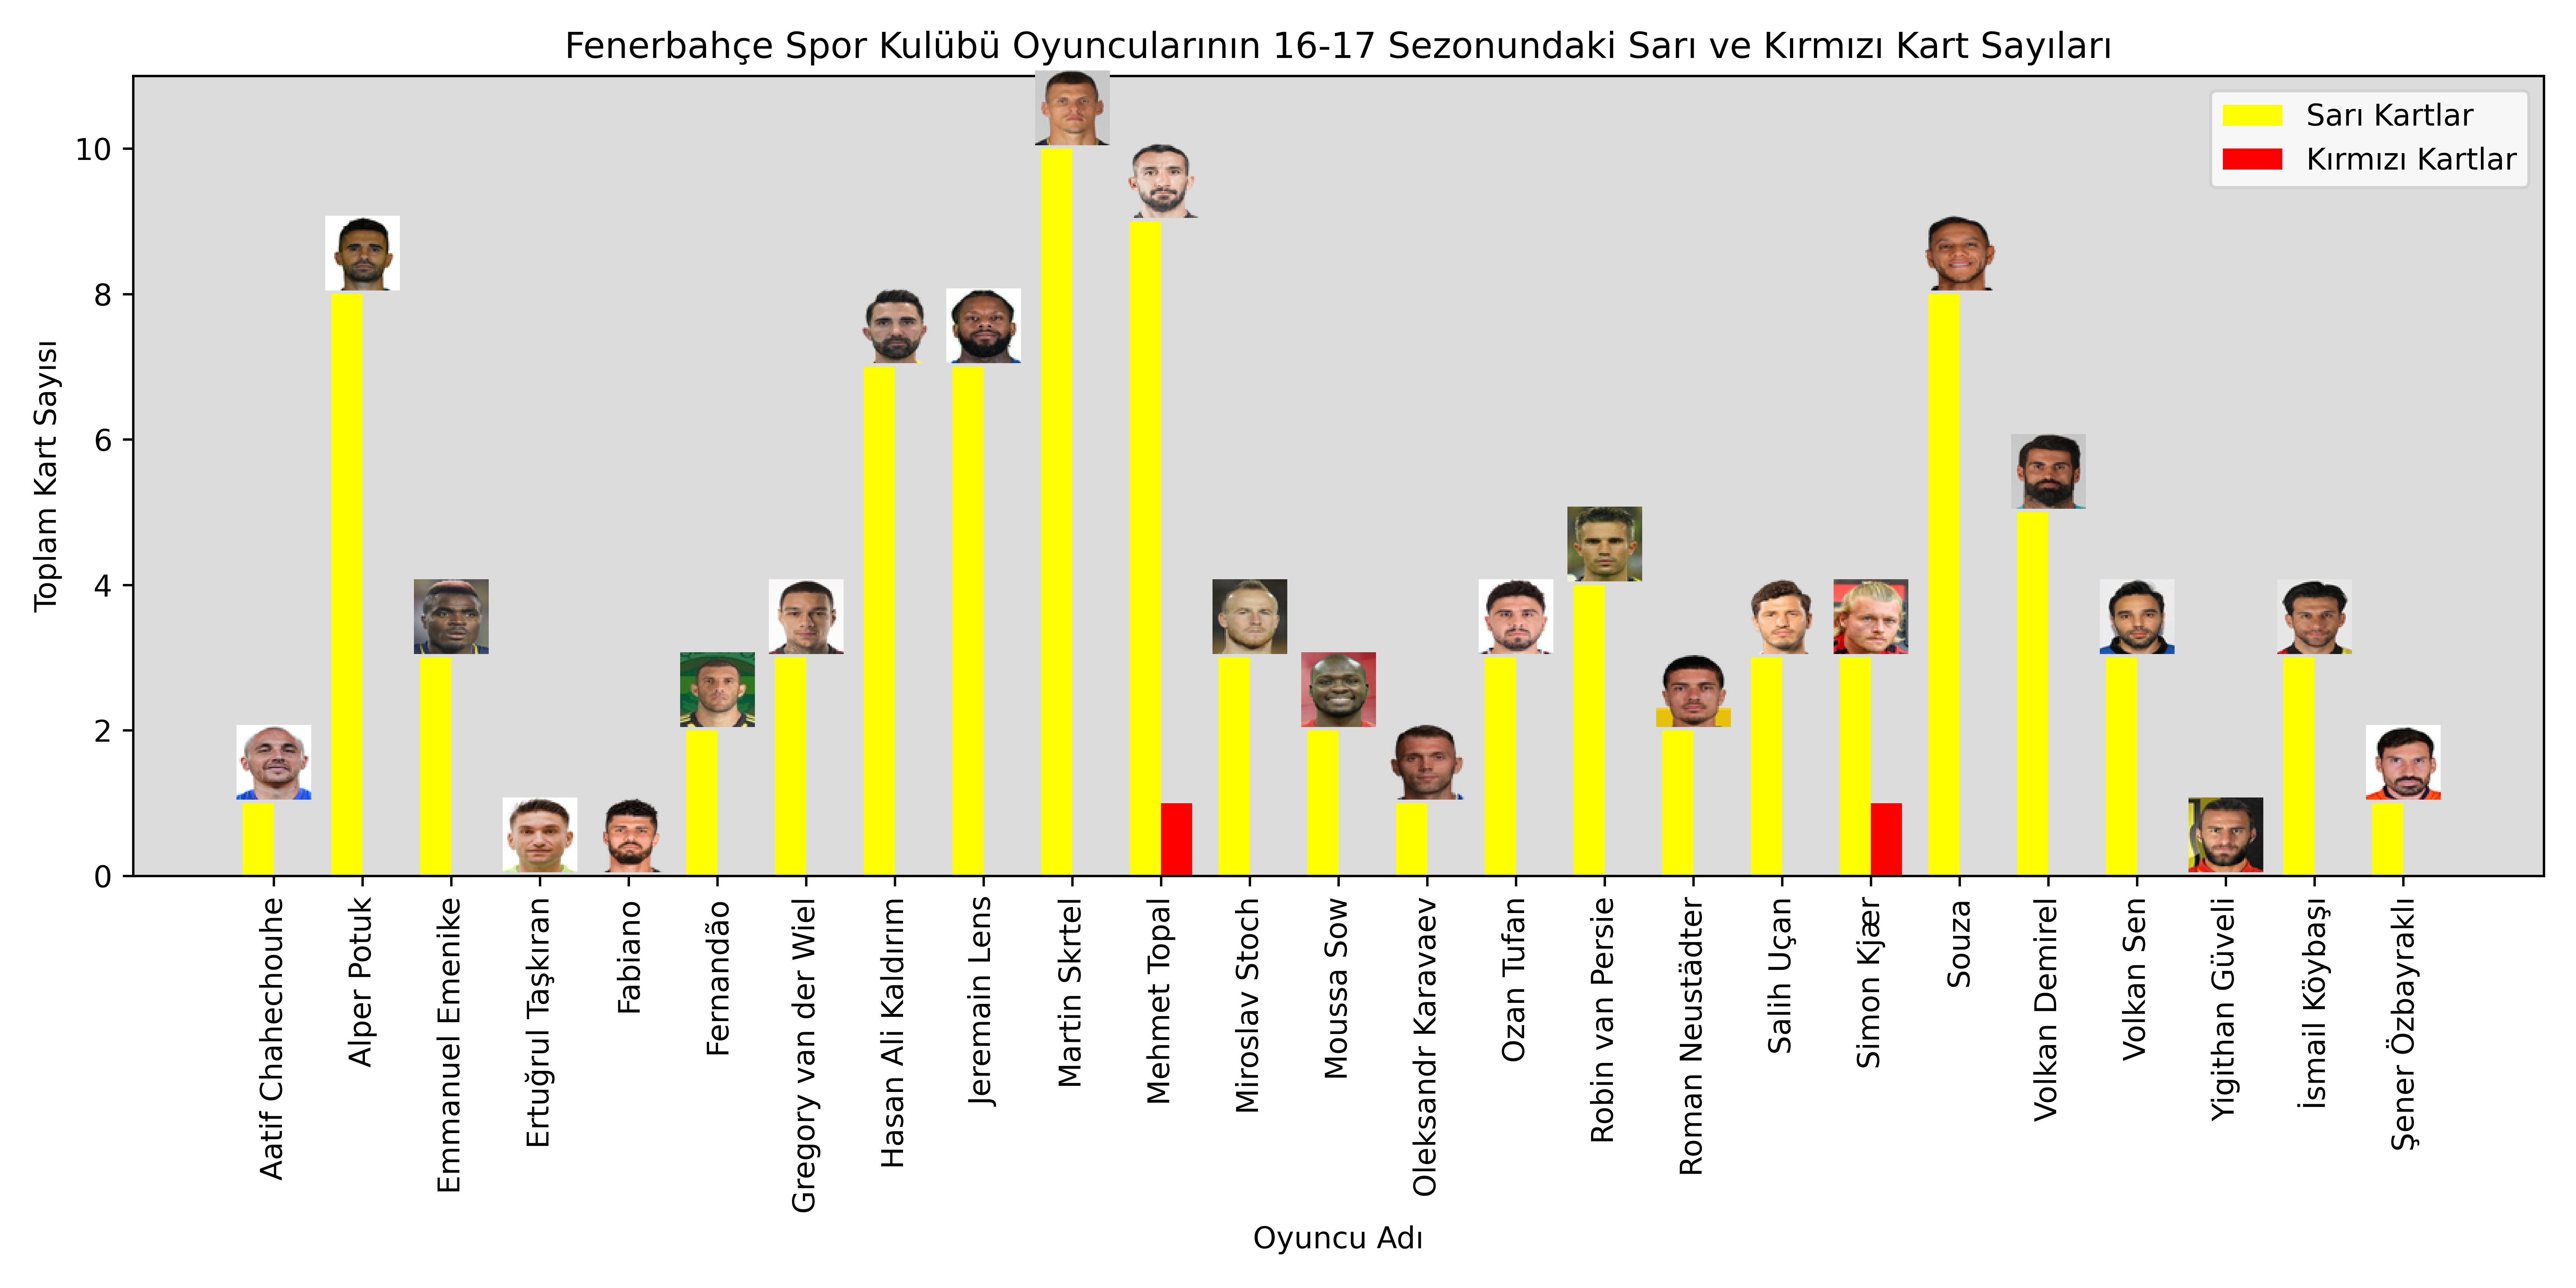 Fenerbahçe Spor Kulübü Oyuncularının 16-17 Sezonundaki Sarı ve Kırmızı Kart Sayıları
Sarı Kartlar
Kırmızı Kartlar
Toplam Kart Sayısı
10
8
6
4
2
0
Aatif Chahechouhe
Alper Potuk
Emmanuel Emenike
Ertuğrul Taşkıran
Fabiano
Fernandão
Gregory van der Wiel
Hasan Ali Kaldırım
Jeremain Lens
Martin Skrtel
Mehmet Topal
Miroslav Stoch
Moussa Sow
Oleksandr Karavaev
Ozan Tufan
Robin van Persie
Roman Neustädter
Salih Uçan
Simon Kjær
Souza
Volkan Demirel
Volkan Sen
Yigithan Güveli
İsmail Köybaşı
Şener Özbayraklı
Oyuncu Adı